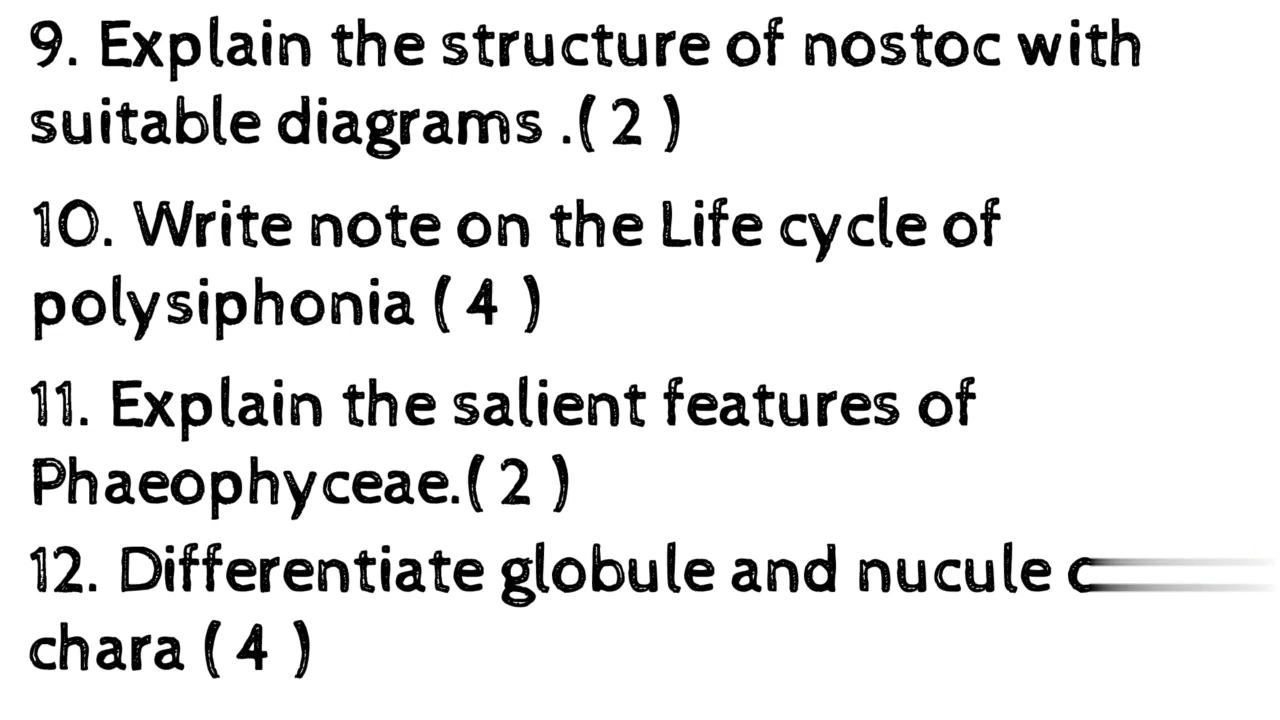 9. Explain the structure of nostoc with
suitable diagrams .( 2 )
10. Write note on the Life cycle of
polysiphonia ( 4 )
11. Explain the salient features of
Phaeophyceae.( 2 )
12. Differentiate globule and nucule
chara ( 4 )